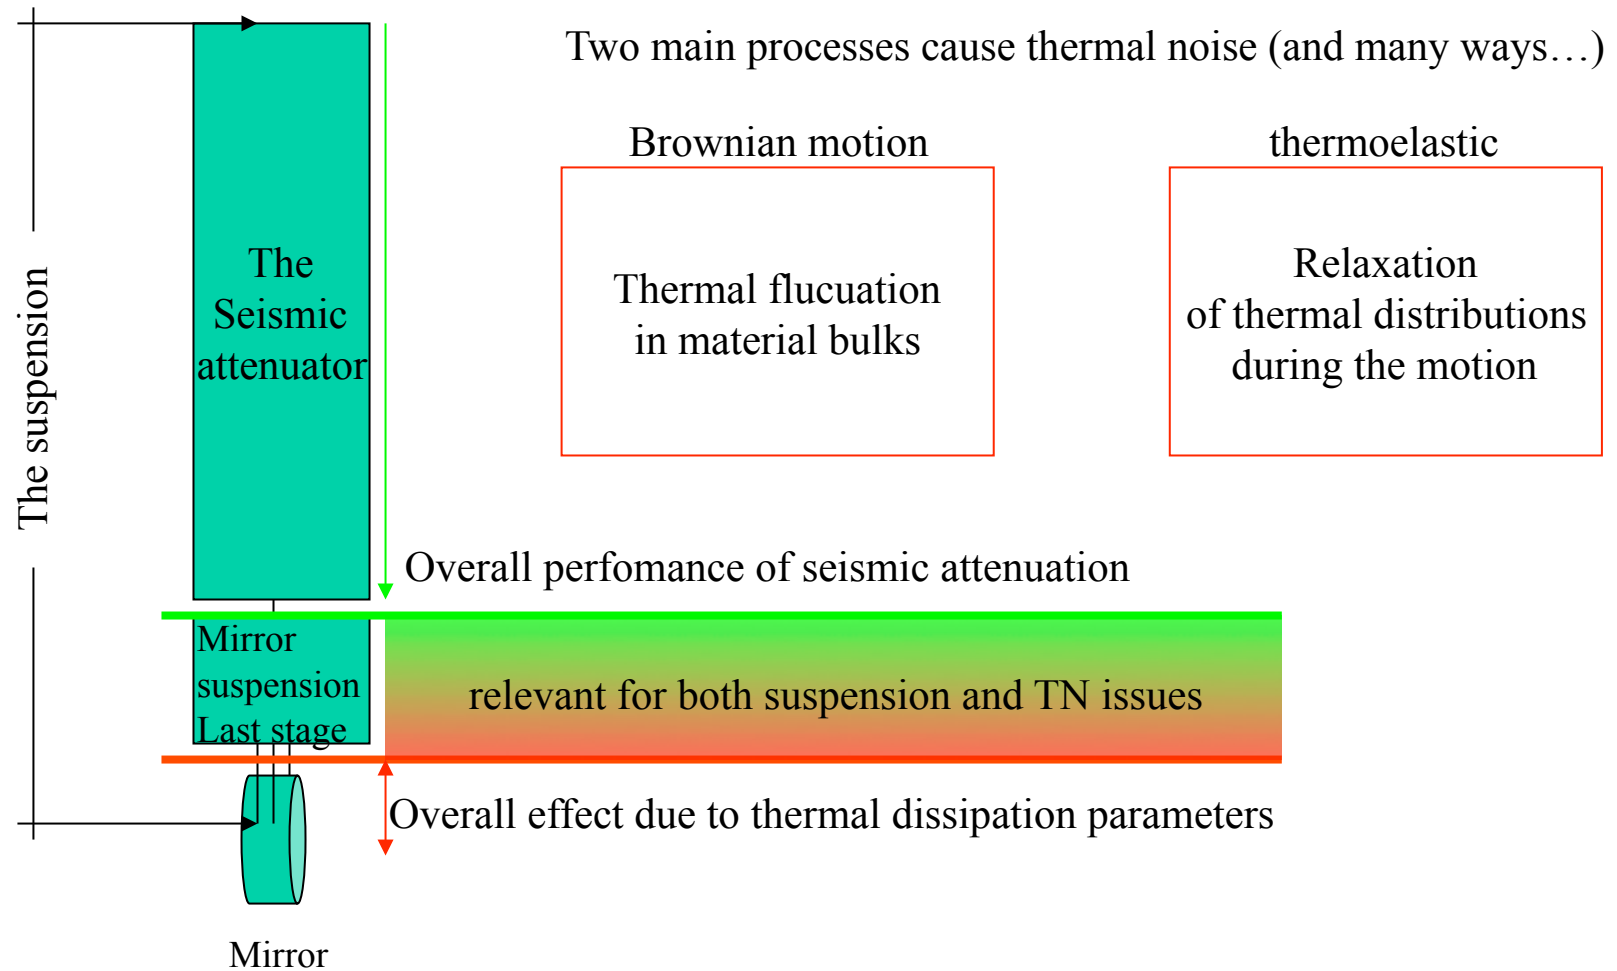 Two main processes cause thermal noise (and many ways…)
Brownian motion
thermoelastic
The suspension
The
Seismic
attenuator
Thermal flucuation
in material bulks
Relaxation
of thermal distributions
during the motion
Overall perfomance of seismic attenuation
Mirror
suspension
Last stage
relevant for both suspension and TN issues
Overall effect due to thermal dissipation parameters
Mirror